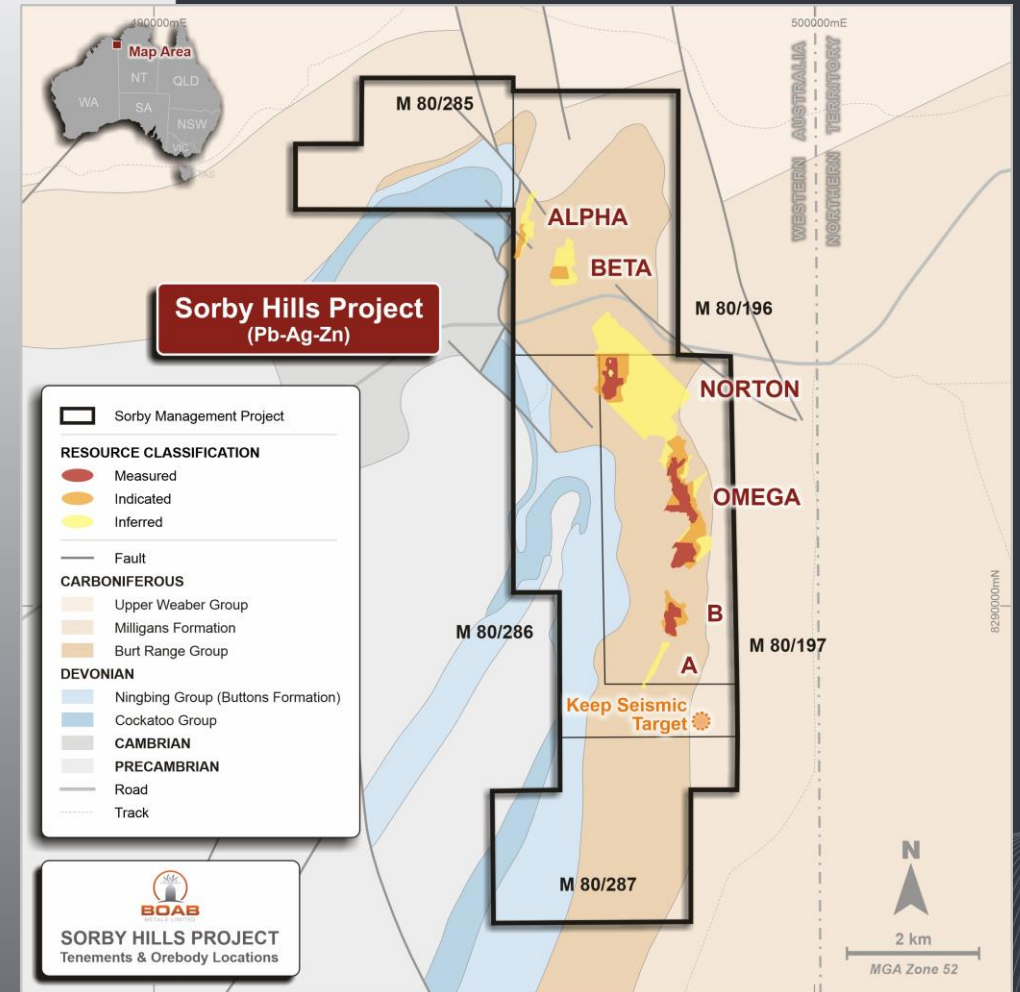 490000mE
500000mE
Map Area
WA
NT
QLD
SA
NSW
VIC
TAS
M 80/285
WESTERN AUSTRALIA
NORTHERN TERRITORY
ALPHA
BETA
Sorby Hills Project
(Pb-Ag-Zn)
M 80/196
NORTON
OMEGA
B
A
M 80/286
M 80/197
8290000mN
Keep Seismic
Target
M 80/287
Sorby Management Project
RESOURCE CLASSIFICATION
Measured
Indicated
Inferred
Fault
CARBONIFEROUS
Upper Weaber Group
Milligans Formation
Burt Range Group
DEVONIAN
Ningbing Group (Buttons Formation)
Cockatoo Group
CAMBRIAN
PRECAMBRIAN
Road
Track
BOAB
METALS LIMITED
SORBY HILLS PROJECT
Tenements & Orebody Locations
N
2 km
MGA Zone 52